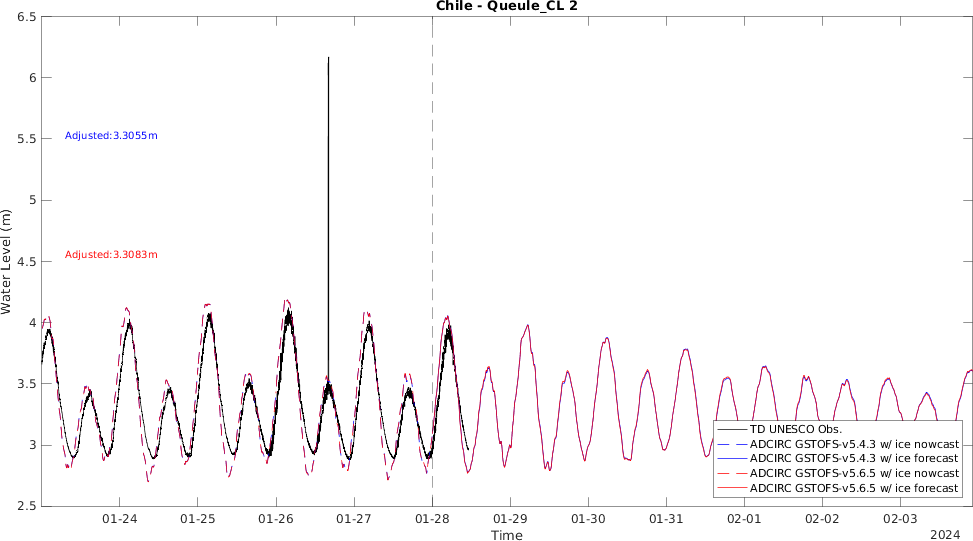 Chile - Queule_CL 2
6.5
6
5.5
5
4.5
4
3.5
3
2.5
Water Level (m)
Adjusted:3.3055m
Adjusted:3.3083m
TD UNESCO Obs.
ADCIRC GSTOFS-v5.4.3 w/ ice nowcast
ADCIRC GSTOFS-v5.4.3 w/ ice forecast
ADCIRC GSTOFS-v5.6.5 w/ ice nowcast
ADCIRC GSTOFS-v5.6.5 w/ ice forecast
01-24 01-25 01-26 01-27 01-28 01-29 01-30 01-31 02-01 02-02 02-03
Time
2024